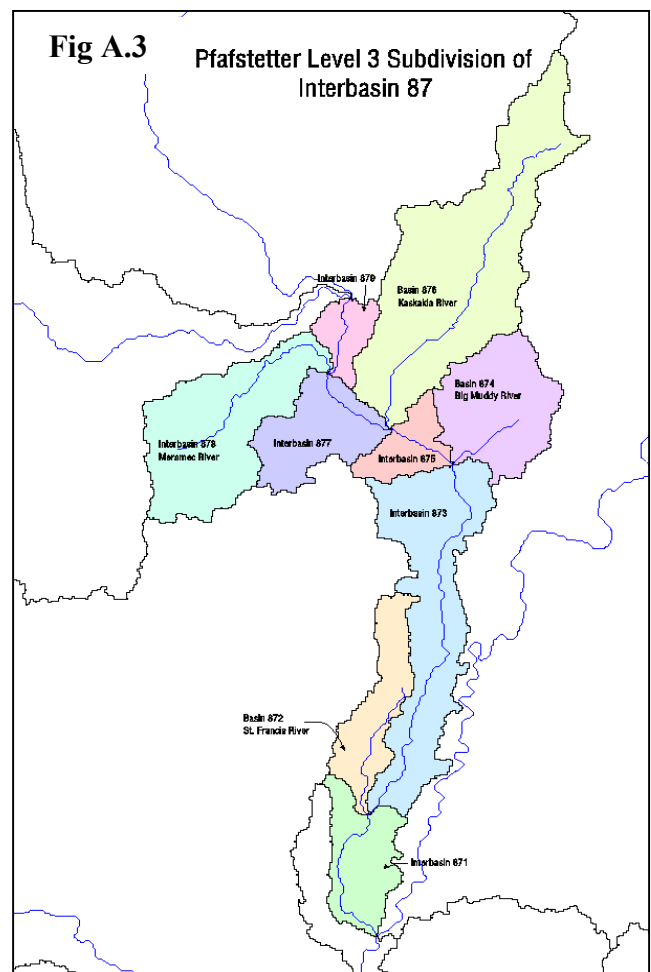 Fig A.3
Pfafstetter Level 3 Subdivision of
Interbasin 87
Interbasin 879
Basin 876
Kaskakia River
Basin 874
Big Muddy River
Interbasin 878
Meramec River
Interbasin 877
Interbasin 875
Interbasin 873
Basin 872
St. Francis River
Interbasin 871